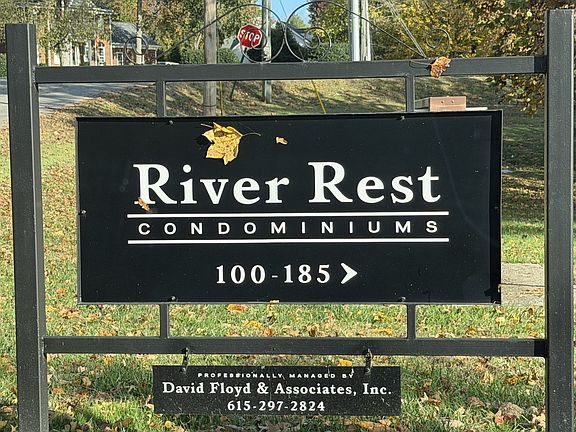 STOP
River Rest
CONDOMINIUMS
100-185 >
PROFESSIONALLY MANAGED BY
David Floyd & Associates, Inc.
615-297-2824